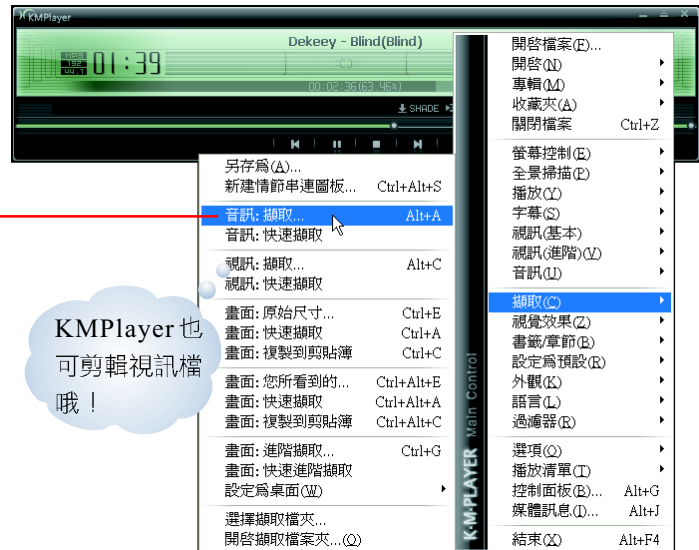 KMPlayer
Dekeey - Blind(Blind)
MP3
192
44.1
01:39
00:02:36(63.46%)
SHADE
另存為(A)...
新建情節串連圖板... Ctrl+Alt+S
音訊: 擷取... Alt+A
音訊: 快速擷取
視訊: 擷取... Alt+C
視訊: 快速擷取
畫面: 原始尺寸... Ctrl+E
畫面: 快速擷取 Ctrl+A
畫面: 複製到剪貼簿 Ctrl+C
畫面: 您所看到的... Ctrl+Alt+E
畫面: 快速擷取 Ctrl+Alt+A
畫面: 複製到剪貼簿 Ctrl+Alt+C
畫面: 進階擷取... Ctrl+G
畫面: 快速進階擷取
設定為桌面(W)
選擇擷取檔夾...
開啓擷取檔案夾...(O)
K·M·PLAYER Main Control
開啓檔案(F)...
開啓(N)
專輯(M)
收藏夾(A)
關閉檔案 Ctrl+Z
螢幕控制(E)
全景掃描(P)
播放(Y)
字幕(S)
視訊(基本)
視訊(進階)(V)
音訊(U)
擷取(C)
視覺效果(Z)
書籤/章節(B)
設定為預設(R)
外觀(K)
語言(L)
過濾器(R)
選項(O)
播放清單(T)
控制面板(B)... Alt+G
媒體訊息(I)... Alt+J
結束(X) Alt+F4
KMPlayer 也
可剪輯視訊檔
哦！